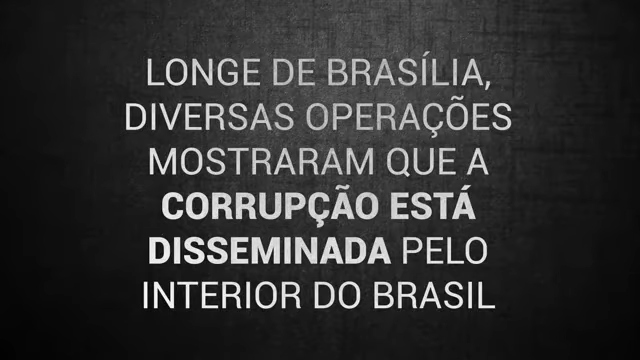 LONGE DE BRASÍLIA,
DIVERSAS OPERAÇÕES
MOSTRARAM QUE A
CORRUPÇÃO ESTÁ
DISSEMINADA PELO
INTERIOR DO BRASIL